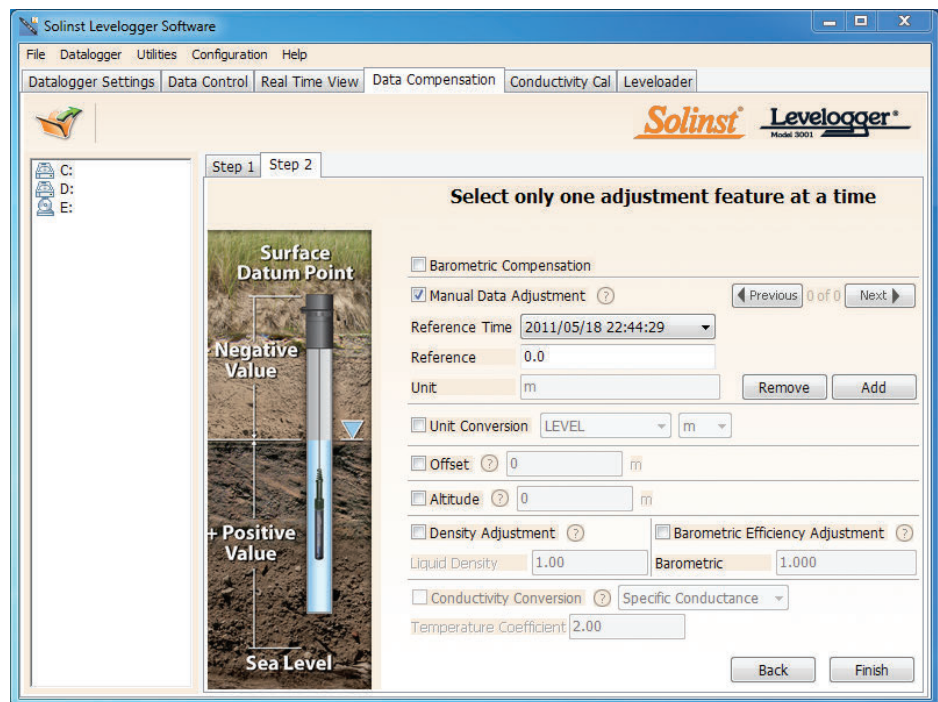 Solinst Levelogger Software
File Datalogger Utilities Configuration Help
Datalogger Settings Data Control Real Time View Data Compensation Conductivity Cal Leveloader
Solinst Levelogger
Model 3001
C:
D:
E:
Step 1 Step 2
Select only one adjustment feature at a time
Surface
Datum Point
Negative
Value
+ Positive
Value
Sea Level
Barometric Compensation
Manual Data Adjustment ? Previous 0 of 0 Next
Reference Time 2011/05/18 22:44:29
Reference 0.0
Unit m Remove Add
Unit Conversion LEVEL m
Offset ? 0 m
Altitude ? 0 m
Density Adjustment ? Barometric Efficiency Adjustment ?
Liquid Density 1.00 Barometric 1.000
Conductivity Conversion ? Specific Conductance
Temperature Coefficient 2.00
Back Finish